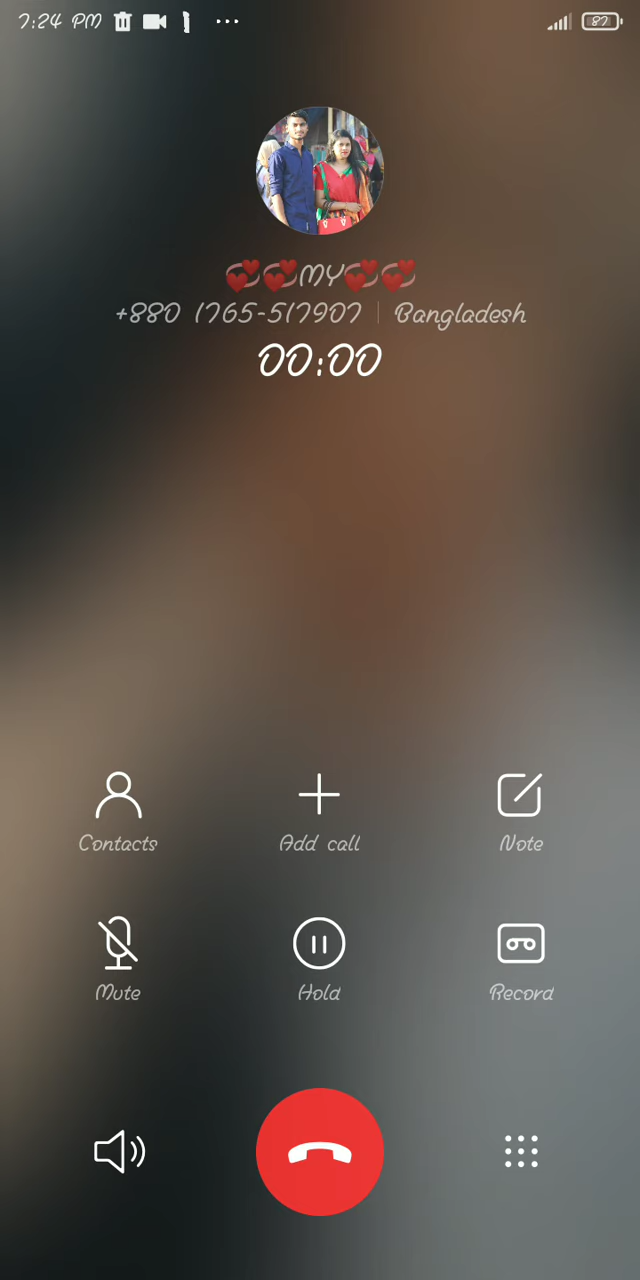 7:24 PM ... 87
💞💞MY💞💞
+880 1765-517907 | Bangladesh
00:00
Contacts Add call Note
Mute Hold Record